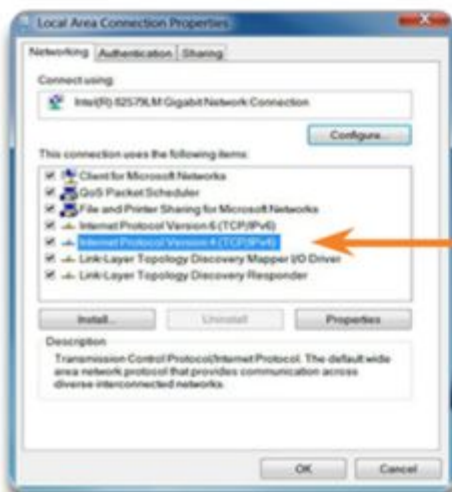 Local Area Connection Properties
Networking Authentication Sharing
Connect using:
Intel(R) 82579LM Gigabit Network Connection
Configure...
This connection uses the following items:
Client for Microsoft Networks
QoS Packet Scheduler
File and Printer Sharing for Microsoft Networks
Internet Protocol Version 6 (TCP/IPv6)
Internet Protocol Version 4 (TCP/IPv4)
Link-Layer Topology Discovery Mapper I/O Driver
Link-Layer Topology Discovery Responder
Install... Uninstall Properties
Description
Transmission Control Protocol/Internet Protocol. The default wide
area network protocol that provides communication across
diverse interconnected networks.
OK Cancel